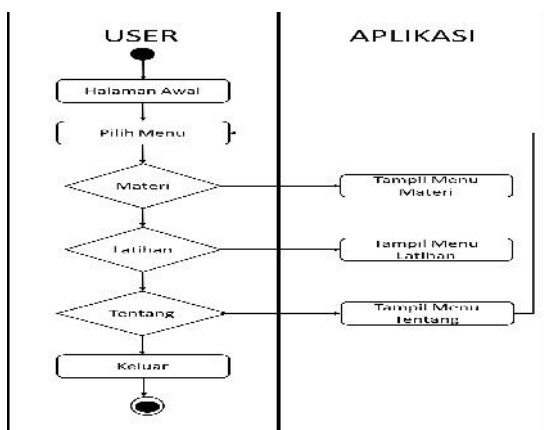 USER
APLIKASI
Halaman Awal
Pilih Menu
Materi
Tampil Menu
Materi
Latihan
Tampil Menu
Latihan
Tentang
Tampil Menu
Tentang
Keluar